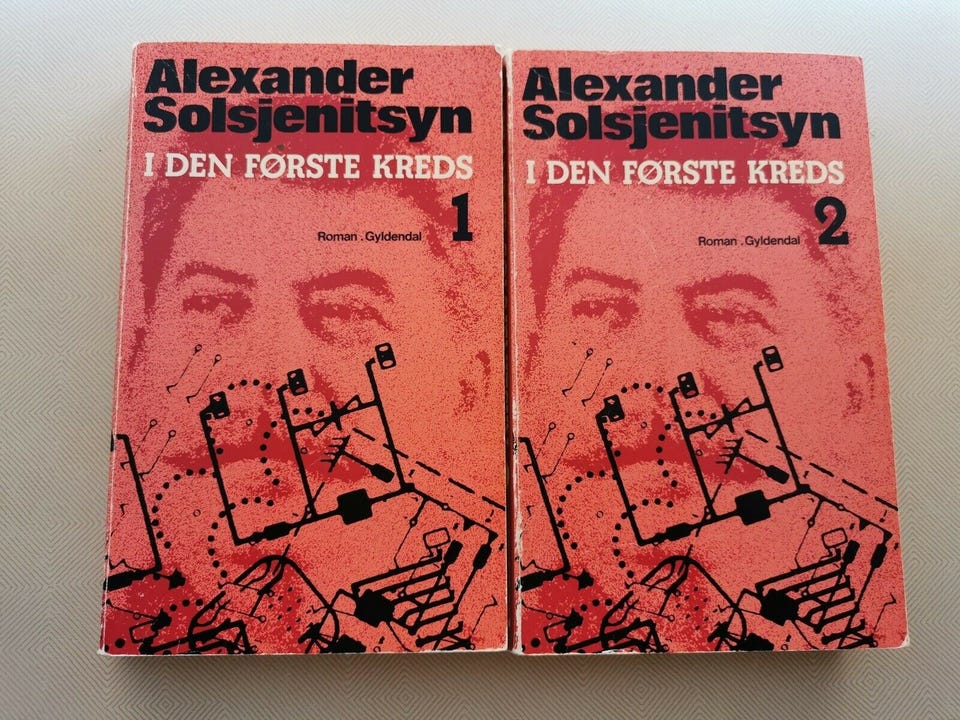 Alexander
Solsjenitsyn
I DEN FØRSTE KREDS
1
Roman . Gyldendal
Alexander
Solsjenitsyn
I DEN FØRSTE KREDS
2
Roman . Gyldendal